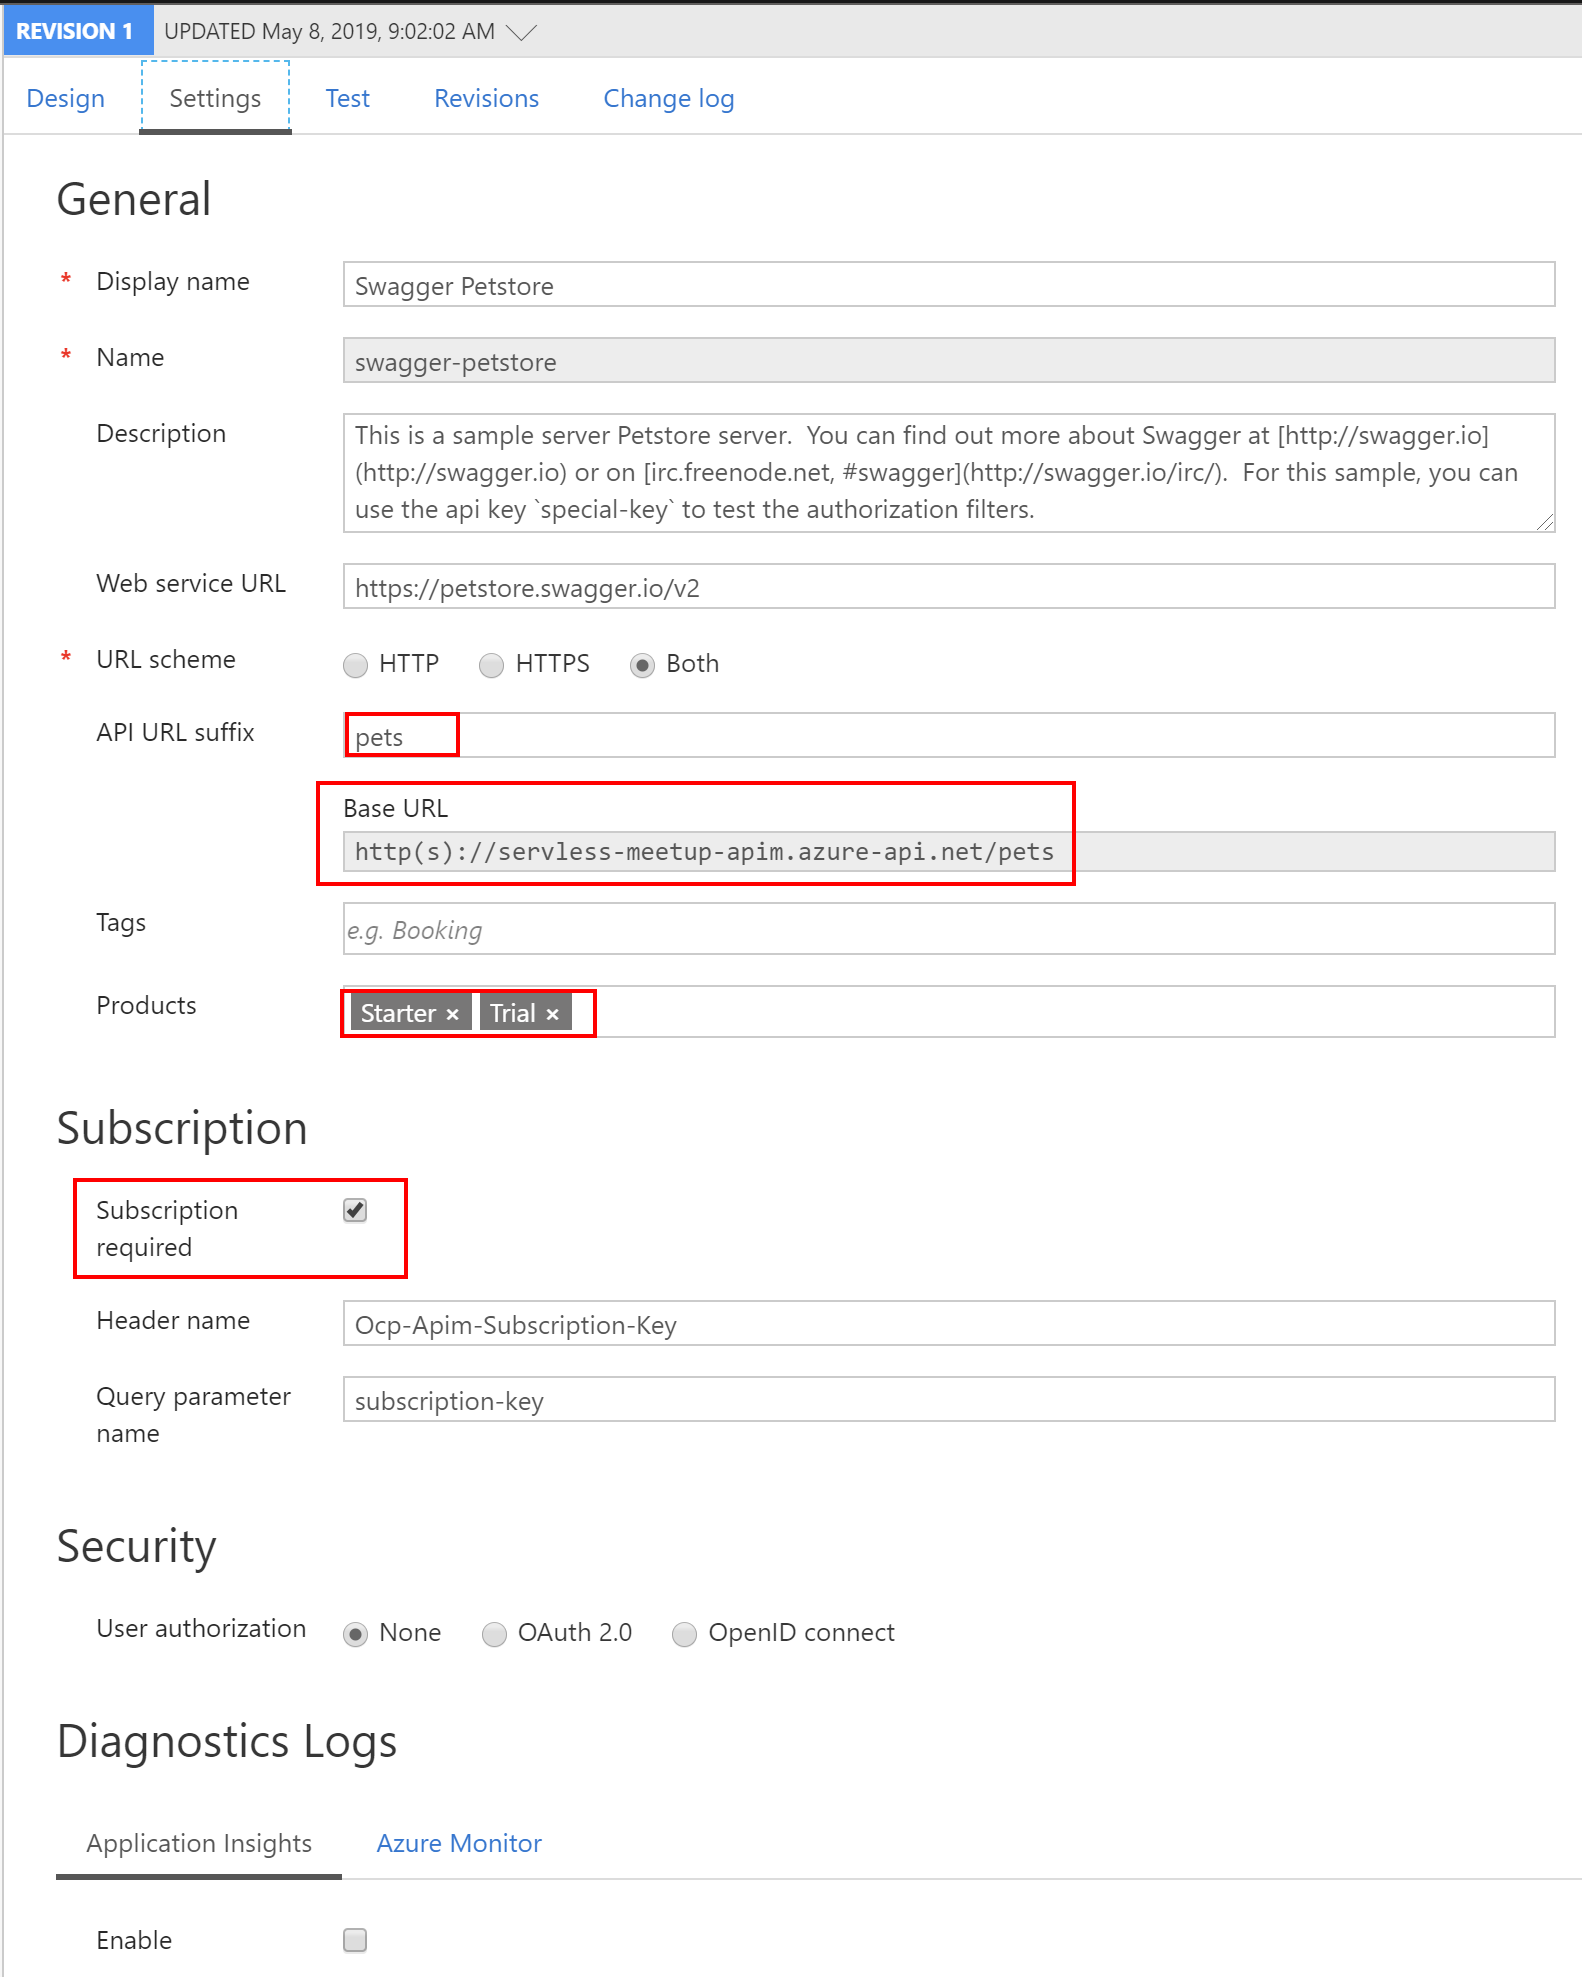 REVISION 1 UPDATED May 8, 2019, 9:02:02 AM
Design Settings Test Revisions Change log
General
* Display name Swagger Petstore
* Name swagger-petstore
Description This is a sample server Petstore server.  You can find out more about Swagger at [http://swagger.io]
(http://swagger.io) or on [irc.freenode.net, #swagger](http://swagger.io/irc/).  For this sample, you can
use the api key `special-key` to test the authorization filters.
Web service URL https://petstore.swagger.io/v2
* URL scheme HTTP HTTPS Both
API URL suffix pets
Base URL
http(s)://servless-meetup-apim.azure-api.net/pets
Tags e.g. Booking
Products Starter × Trial ×
Subscription
Subscription
required
Header name Ocp-Apim-Subscription-Key
Query parameter subscription-key
name
Security
User authorization None OAuth 2.0 OpenID connect
Diagnostics Logs
Application Insights Azure Monitor
Enable